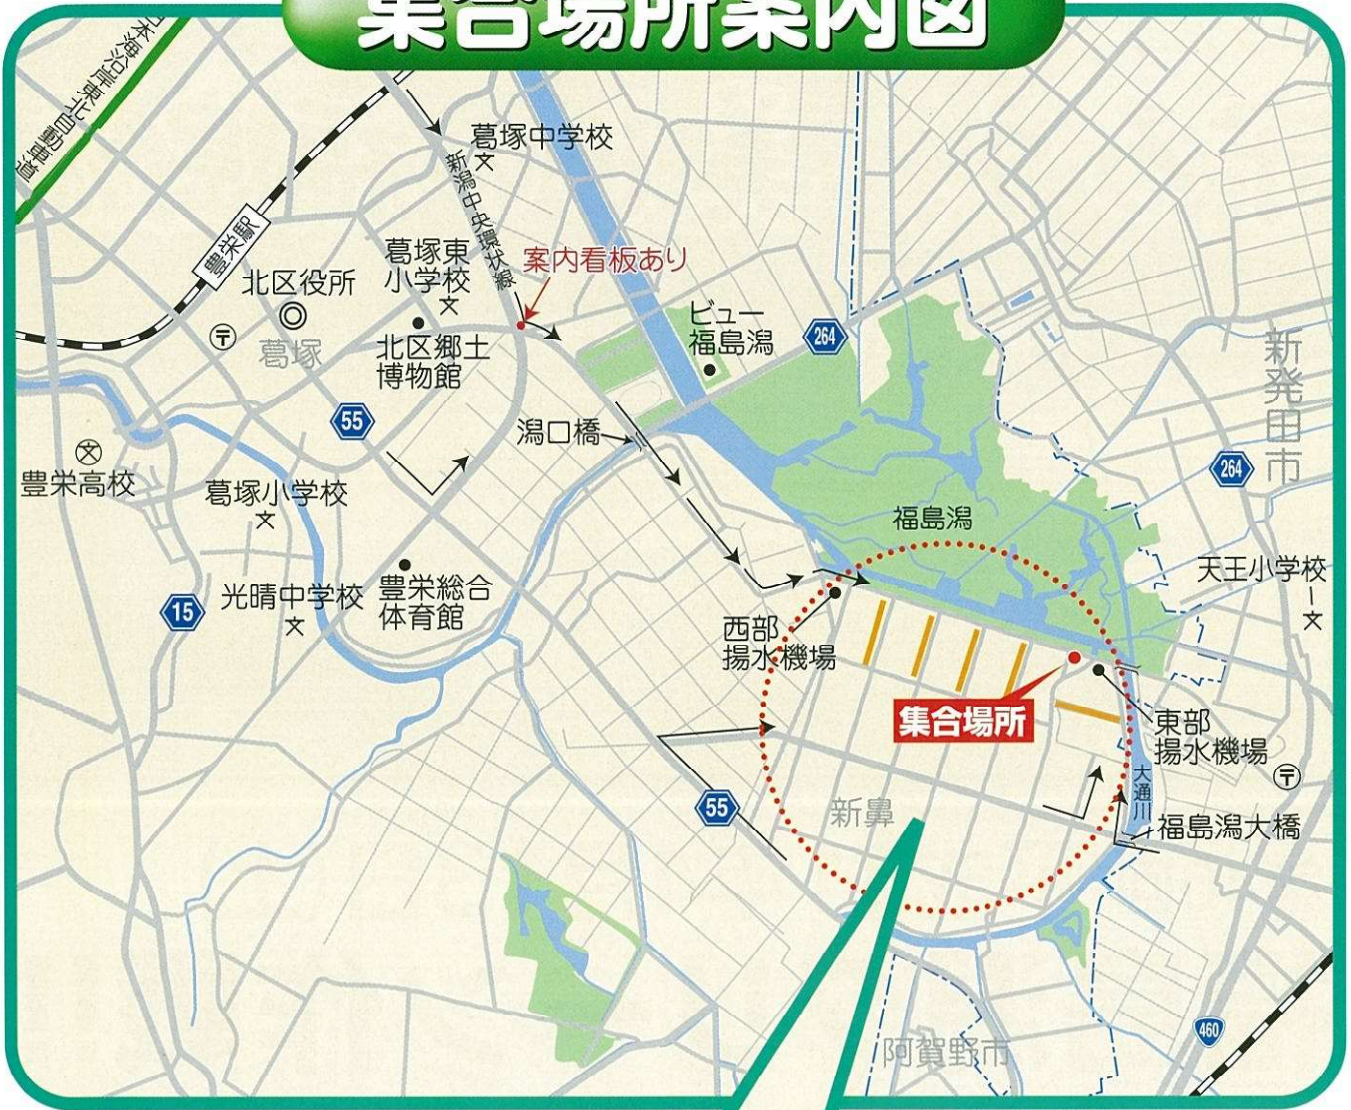 集合場所案内図
本海沿岸東北自動車道
葛塚中学校
新潟中央環状線
豊栄駅
葛塚東
小学校
案内看板あり
北区役所
ビュー
福島潟
264
葛塚
北区郷土
博物館
新発田市
55
潟口橋
264
豊栄高校
葛塚小学校
福島潟
天王小学校
15
光晴中学校
豊栄総合
体育館
西部
揚水機場
集合場所
東部
揚水機場
大通川
55
新鼻
福島潟大橋
460
阿賀野市